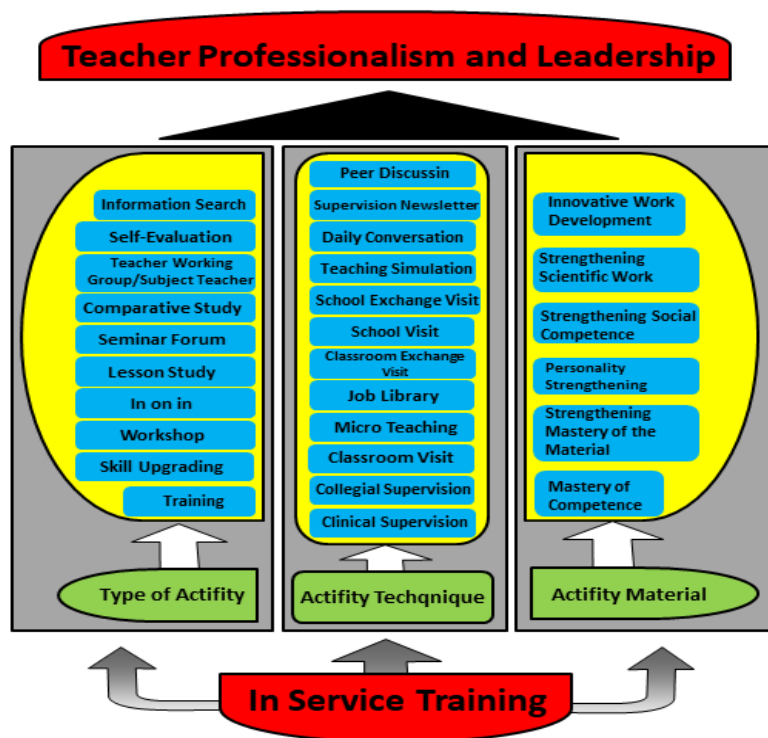 Teacher Professionalism and Leadership
Information Search
Self-Evaluation
Teacher Working
Group/Subject Teacher
Comparative Study
Seminar Forum
Lesson Study
In on in
Workshop
Skill Upgrading
Training
Type of Actifity
Peer Discussin
Supervision Newsletter
Daily Conversation
Teaching Simulation
School Exchange Visit
School Visit
Classroom Exchange
Visit
Job Library
Micro Teaching
Classroom Visit
Collegial Supervision
Clinical Supervision
Actifity Techqnique
Innovative Work
Development
Strengthening
Scientific Work
Strengthening Social
Competence
Personality
Strengthening
Strengthening
Mastery of the
Material
Mastery of
Competence
Actifity Material
In Service Training